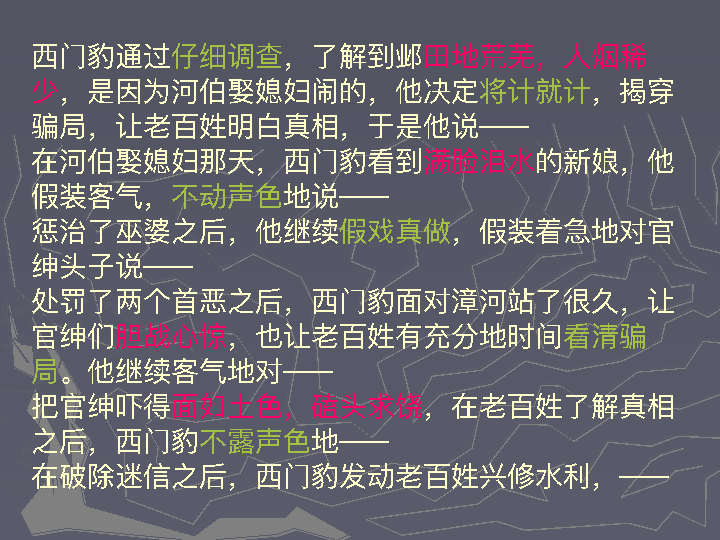 西门豹通过仔细调查，了解到邺田地荒芜，人烟稀
少，是因为河伯娶媳妇闹的，他决定将计就计，揭穿
骗局，让老百姓明白真相，于是他说——
在河伯娶媳妇那天，西门豹看到满脸泪水的新娘，他
假装客气，不动声色地说——
惩治了巫婆之后，他继续假戏真做，假装着急地对官
绅头子说——
处罚了两个首恶之后，西门豹面对漳河站了很久，让
官绅们胆战心惊，也让老百姓有充分地时间看清骗
局。他继续客气地对——
把官绅吓得面如土色，磕头求饶，在老百姓了解真相
之后，西门豹不露声色地——
在破除迷信之后，西门豹发动老百姓兴修水利，——